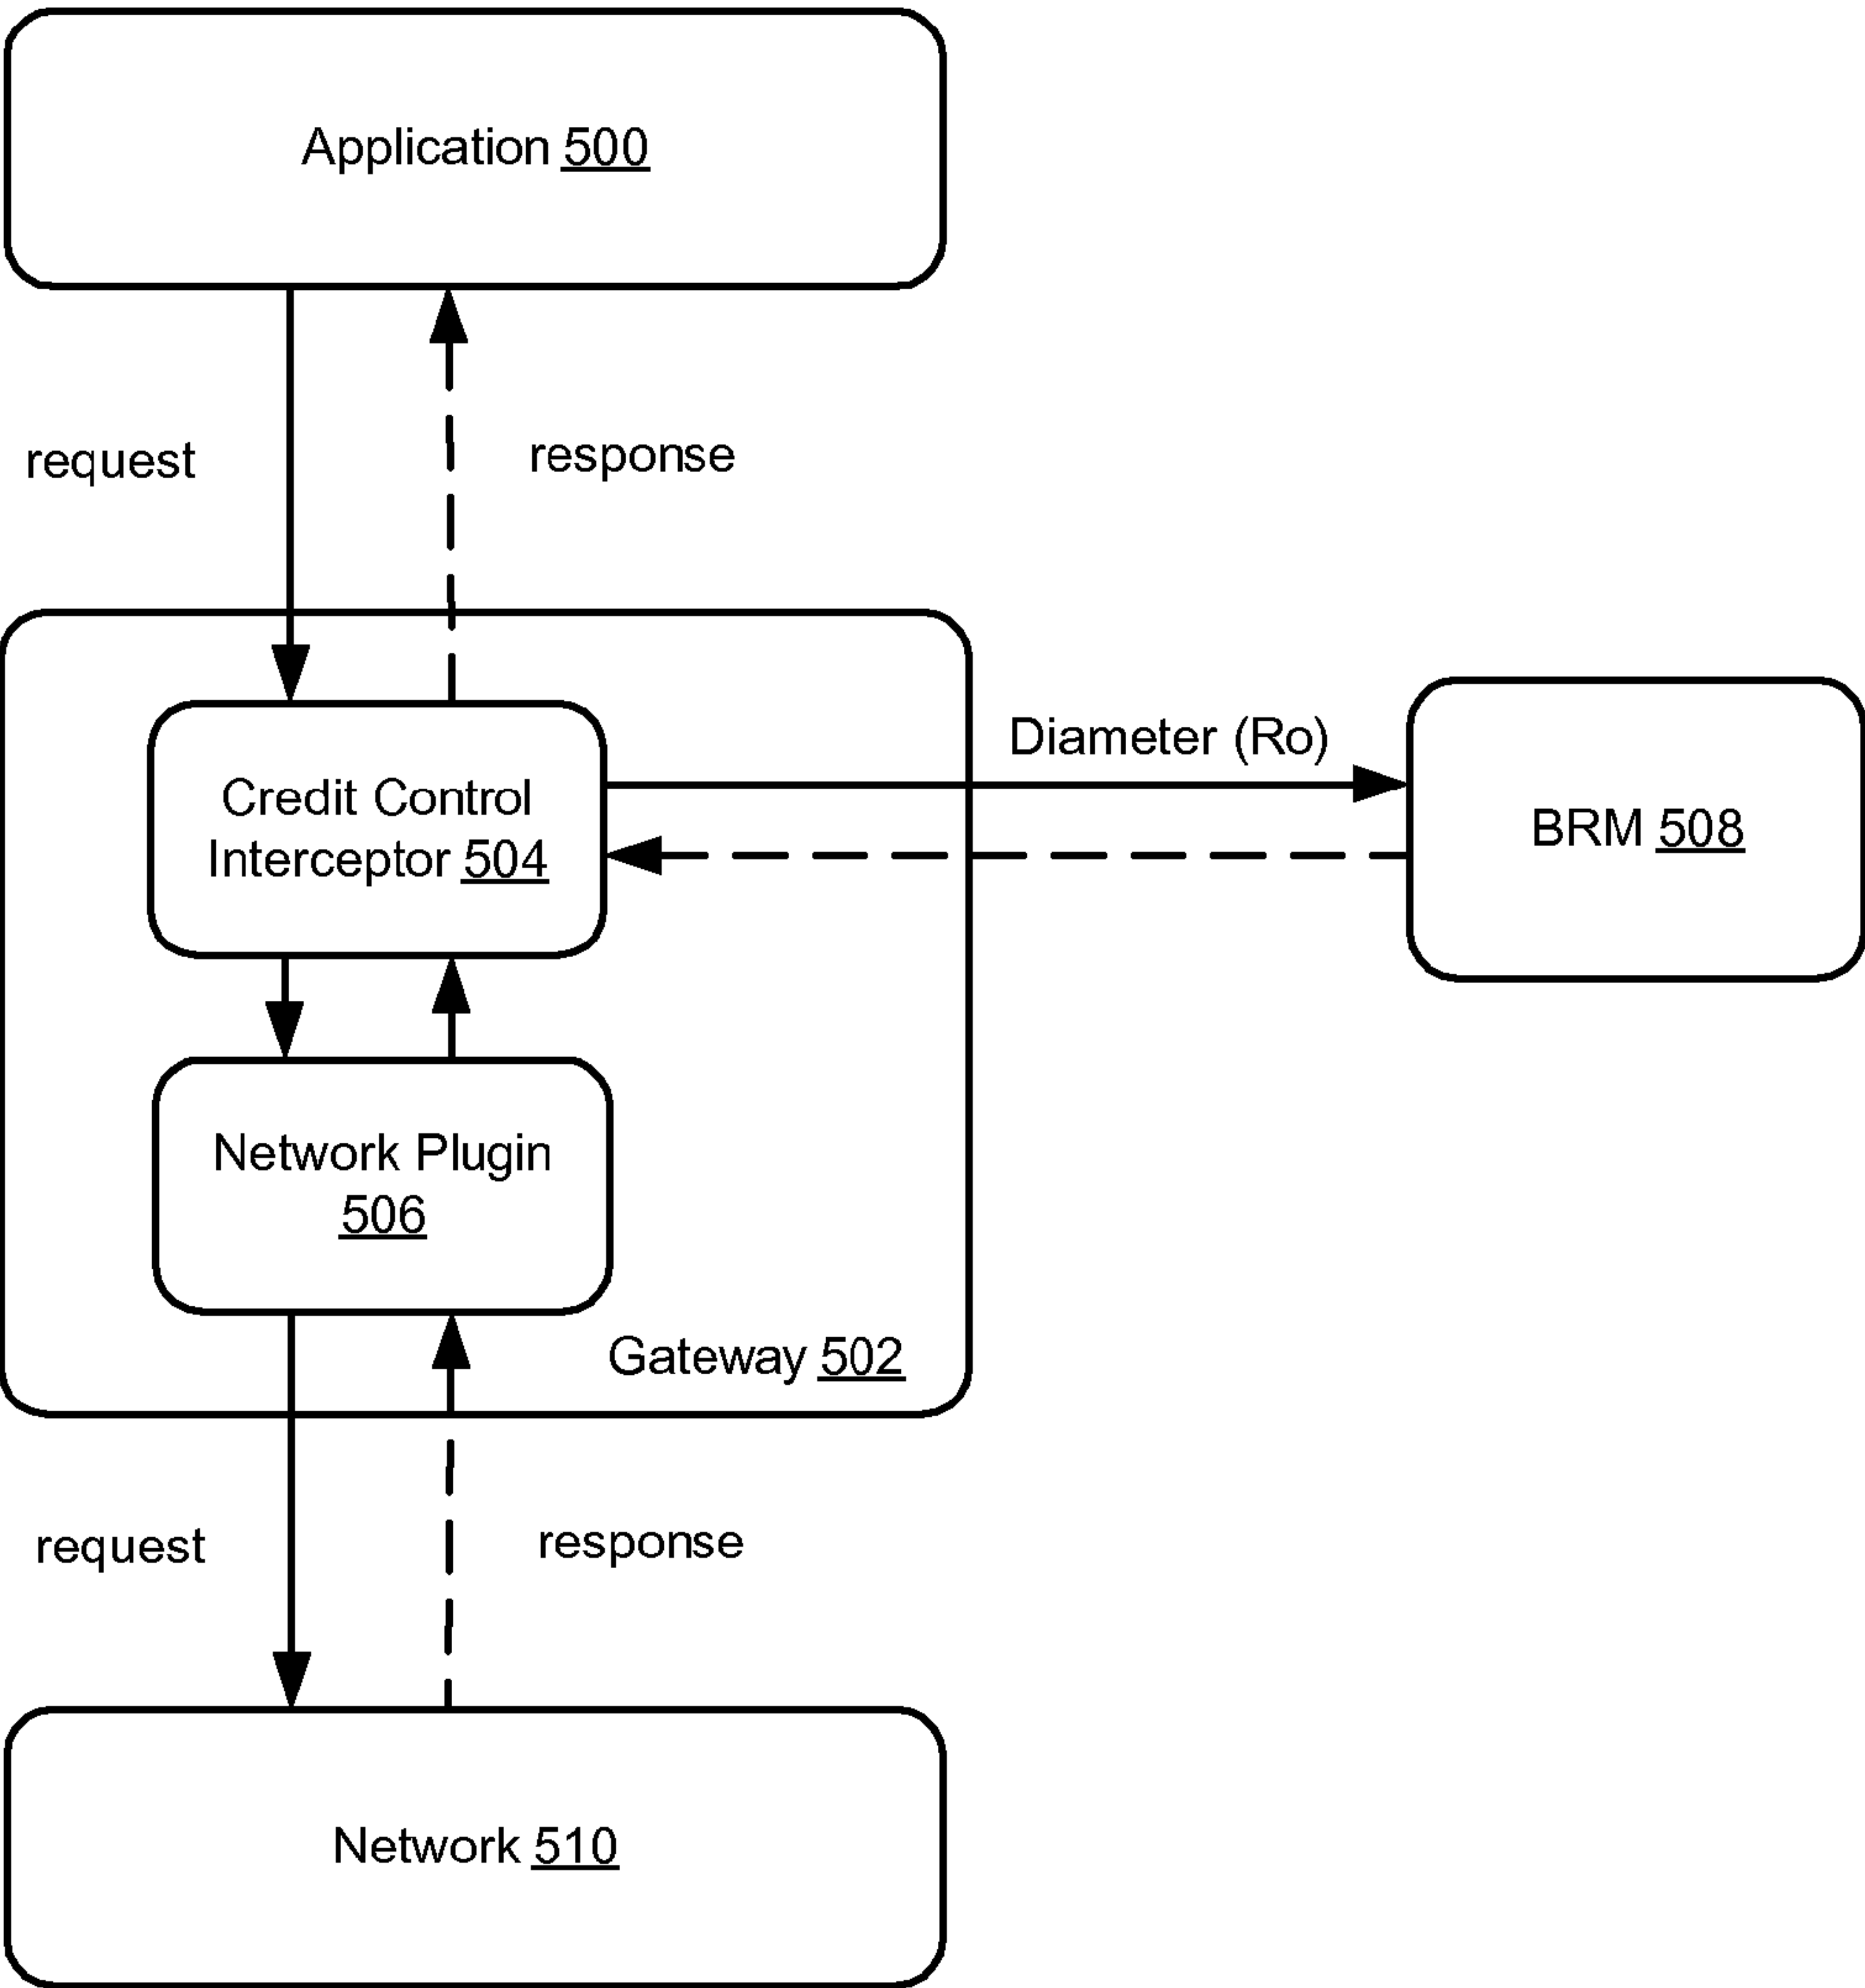 Application 500
request
response
Diameter (Ro)
Credit Control
Interceptor 504
BRM 508
Network Plugin
506
Gateway 502
request
response
Network 510